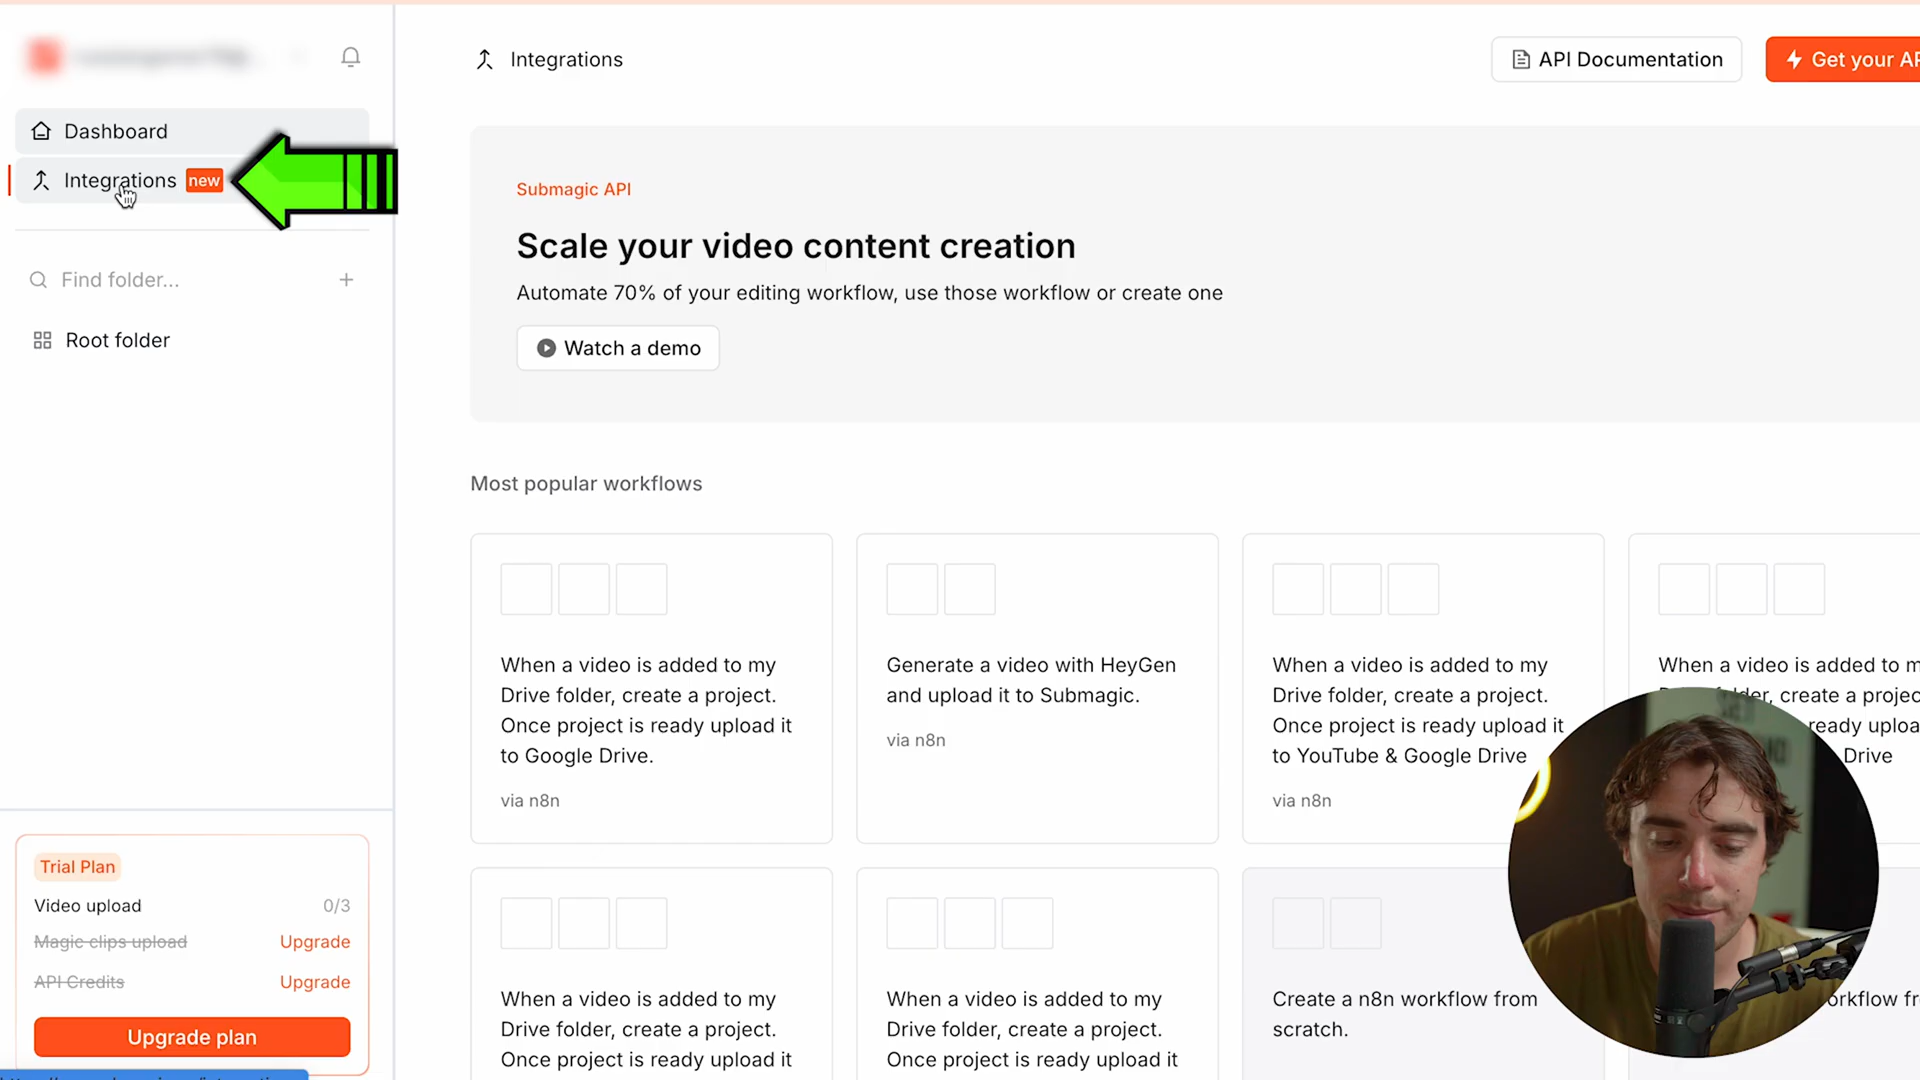 Integrations
API Documentation
Get your AP
Dashboard
Integrations new
Submagic API
Scale your video content creation
Automate 70% of your editing workflow, use those workflow or create one
Watch a demo
Find folder...
Root folder
Most popular workflows
When a video is added to my
Drive folder, create a project.
Once project is ready upload it
to Google Drive.
via n8n
Generate a video with HeyGen
and upload it to Submagic.
via n8n
When a video is added to my
Drive folder, create a project.
Once project is ready upload it
to YouTube & Google Drive
via n8n
When a video is added to m
create a projec
ready uploa
Drive
Trial Plan
Video upload 0/3
Magic clips upload Upgrade
API Credits Upgrade
Upgrade plan
When a video is added to my
Drive folder, create a project.
Once project is ready upload it
When a video is added to my
Drive folder, create a project.
Once project is ready upload it
Create a n8n workflow from
scratch.
orkflow fr